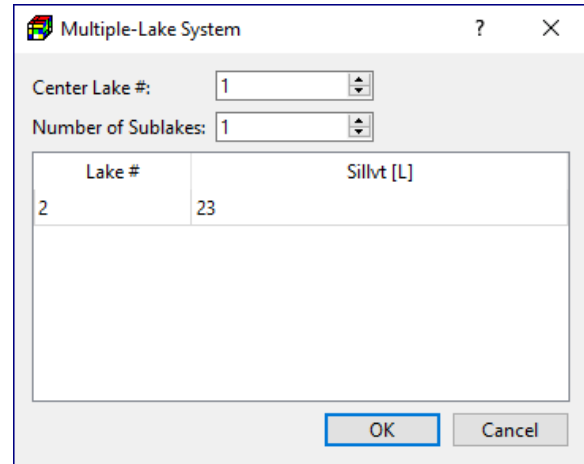 Multiple-Lake System ?
Center Lake #: 1
Number of Sublakes: 1
Lake # Sillvt [L]
2 23
OK Cancel